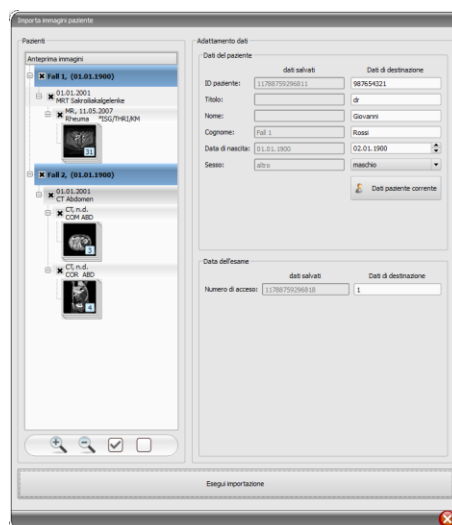 Importa immagini paziente
Pazienti
Anteprima immagini
Fall 1, (01.01.1900)
01.01.2001
MRT Sakroiliakalgelenke
MR, 11.05.2007
Rheuma *ISG/THRI/KM
31
Fall 2, (01.01.1900)
01.01.2001
CT Abdomen
CT, n.d.
COM ABD
3
CT, n.d.
COR ABD
4
Adattamento dati
Dati del paziente
dati salvati Dati di destinazione
ID paziente: 11788759296811 987654321
Titolo: dr
Nome: Giovanni
Cognome: Fall 1 Rossi
Data di nascita: 01.01.1900 02.01.1900
Sesso: altro maschio
Dati paziente corrente
Data dell'esame
dati salvati Dati di destinazione
Numero di accesso: 11788759296818 1
Esegui importazione